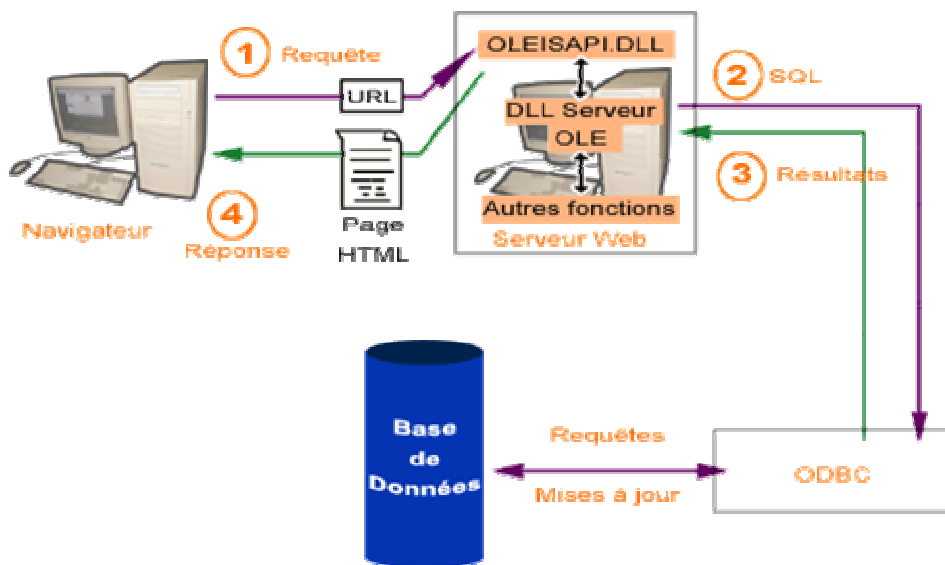 1 Requête
URL
OLEISAPI.DLL
DLL Serveur
OLE
Autres fonctions
Serveur Web
2 SQL
3 Résultats
Navigateur
4
Réponse
Page
HTML
Base
de
Données
Requêtes
Mises à jour
ODBC